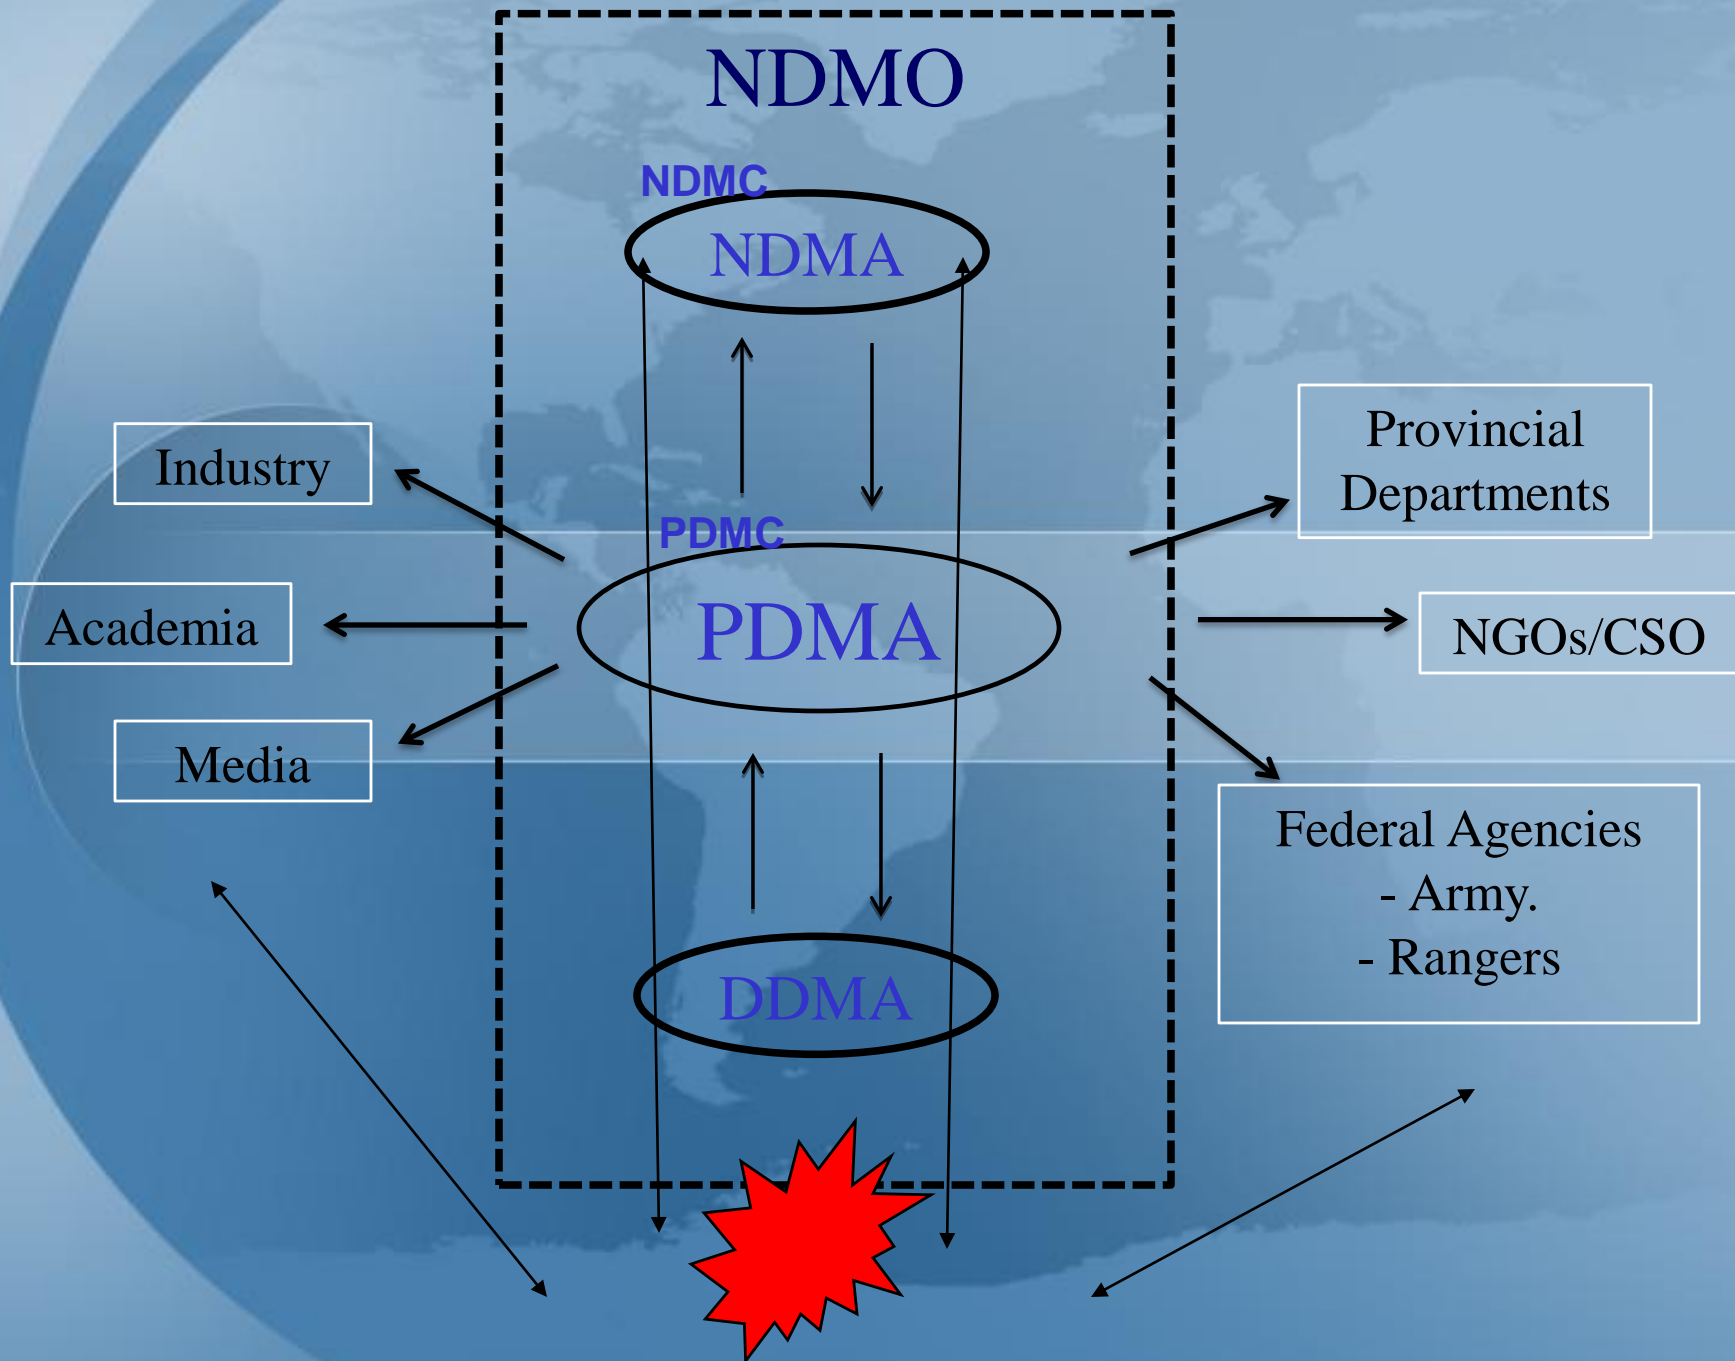 NDMO
NDMC
NDMA
PDMC
PDMA
DDMA
Industry
Academia
Media
Provincial
Departments
NGOs/CSO
Federal Agencies
- Army.
- Rangers